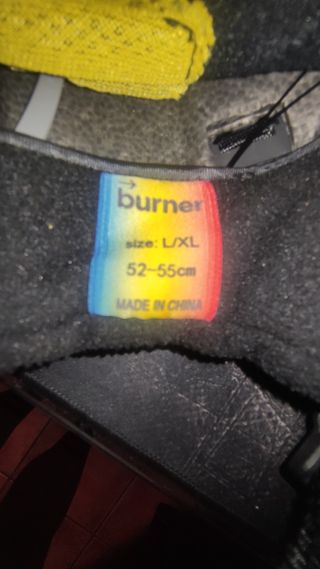 burner
size: L/XL
52-55cm
MADE IN CHINA